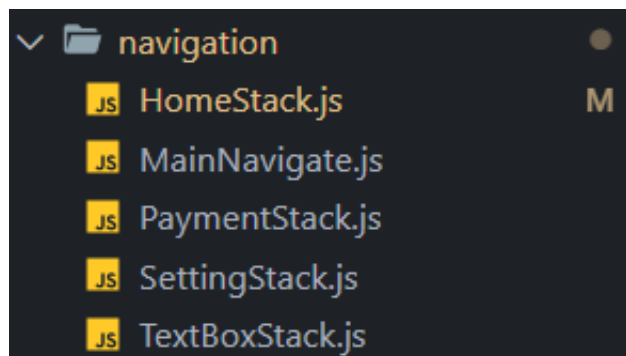 navigation
JS HomeStack.js M
JS MainNavigate.js
JS PaymentStack.js
JS SettingStack.js
JS TextBoxStack.js